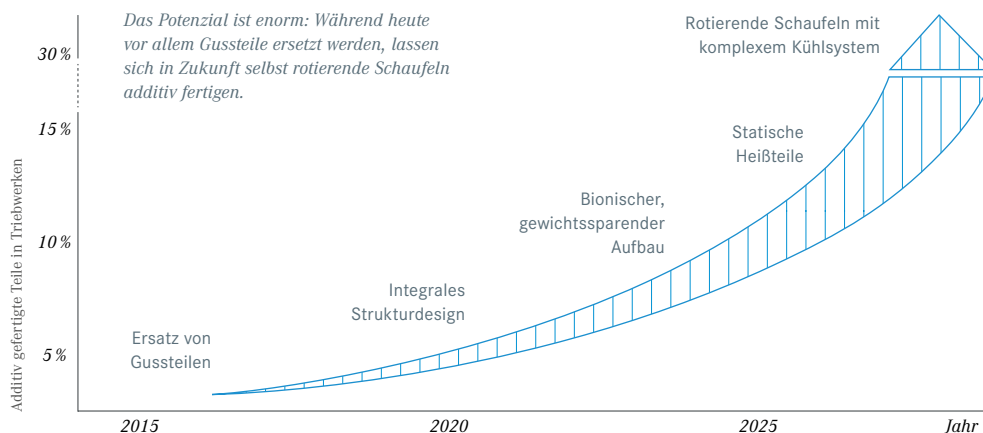 Das Potenzial ist enorm: Während heute
vor allem Gussteile ersetzt werden, lassen
sich in Zukunft selbst rotierende Schaufeln
additiv fertigen.
Rotierende Schaufeln mit
komplexem Kühlsystem
Statische
Heißteile
Bionischer,
gewichtssparender
Aufbau
Integrales
Strukturdesign
Ersatz von
Gussteilen
30 %
15 %
10 %
5 %
Additiv gefertigte Teile in Triebwerken
2015
2020
2025
Jahr